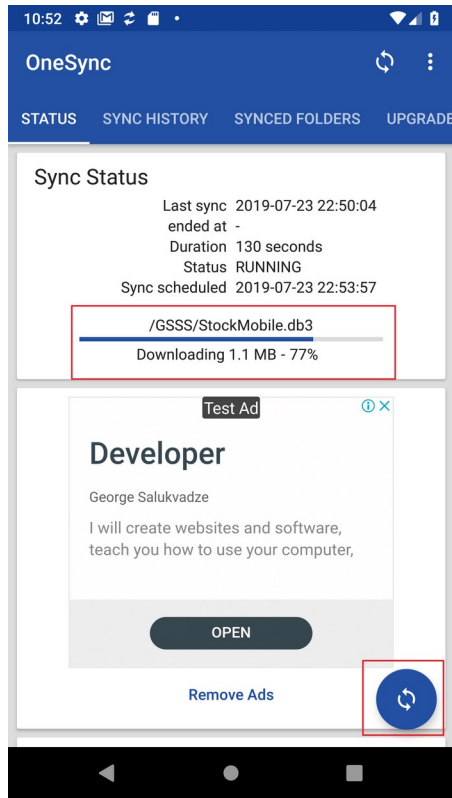 10:52
OneSync
STATUS SYNC HISTORY SYNCED FOLDERS UPGRADE
Sync Status
Last sync 2019-07-23 22:50:04
ended at -
Duration 130 seconds
Status RUNNING
Sync scheduled 2019-07-23 22:53:57
/GSSS/StockMobile.db3
Downloading 1.1 MB - 77%
Test Ad
Developer
George Salukvadze
I will create websites and software,
teach you how to use your computer,
OPEN
Remove Ads